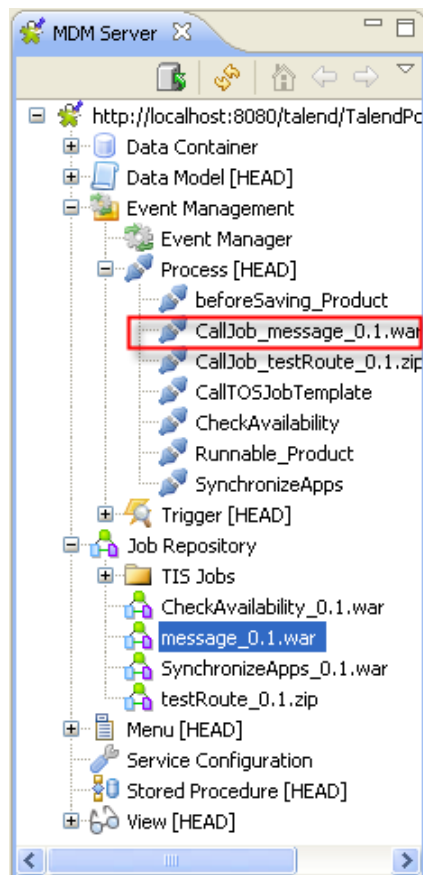 MDM Server
http://localhost:8080/talend/TalendPo
Data Container
Data Model [HEAD]
Event Management
Event Manager
Process [HEAD]
beforeSaving_Product
CallJob_message_0.1.war
CallJob_testRoute_0.1.zip
CallTOSJobTemplate
CheckAvailability
Runnable_Product
SynchronizeApps
Trigger [HEAD]
Job Repository
TIS Jobs
CheckAvailability_0.1.war
message_0.1.war
SynchronizeApps_0.1.war
testRoute_0.1.zip
Menu [HEAD]
Service Configuration
Stored Procedure [HEAD]
View [HEAD]